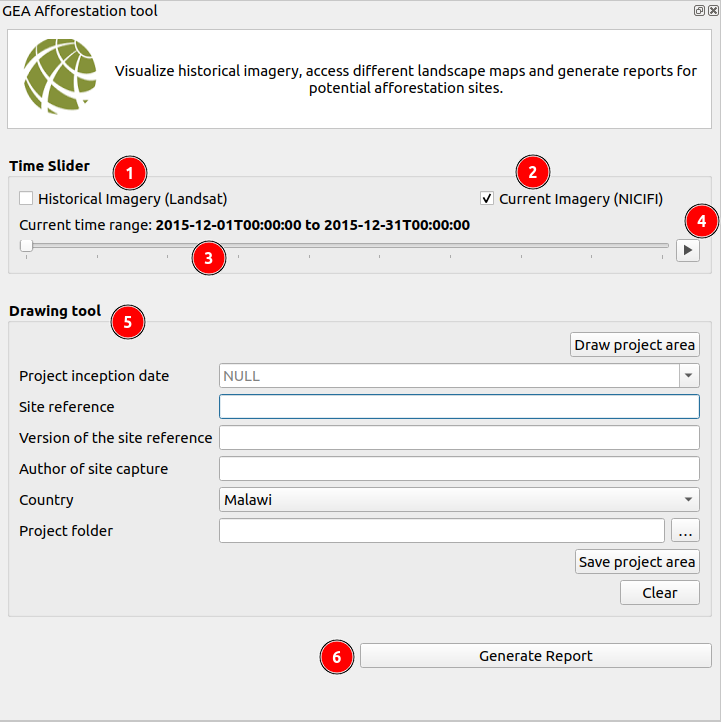 GEA Afforestation tool
Visualize historical imagery, access different landscape maps and generate reports for
potential afforestation sites.
Time Slider
1
2
Historical Imagery (Landsat)
Current Imagery (NICIFI)
Current time range: 2015-12-01T00:00:00 to 2015-12-31T00:00:00
4
3
Drawing tool
5
Draw project area
Project inception date
NULL
Site reference
Version of the site reference
Author of site capture
Country
Malawi
Project folder
...
Save project area
Clear
6
Generate Report